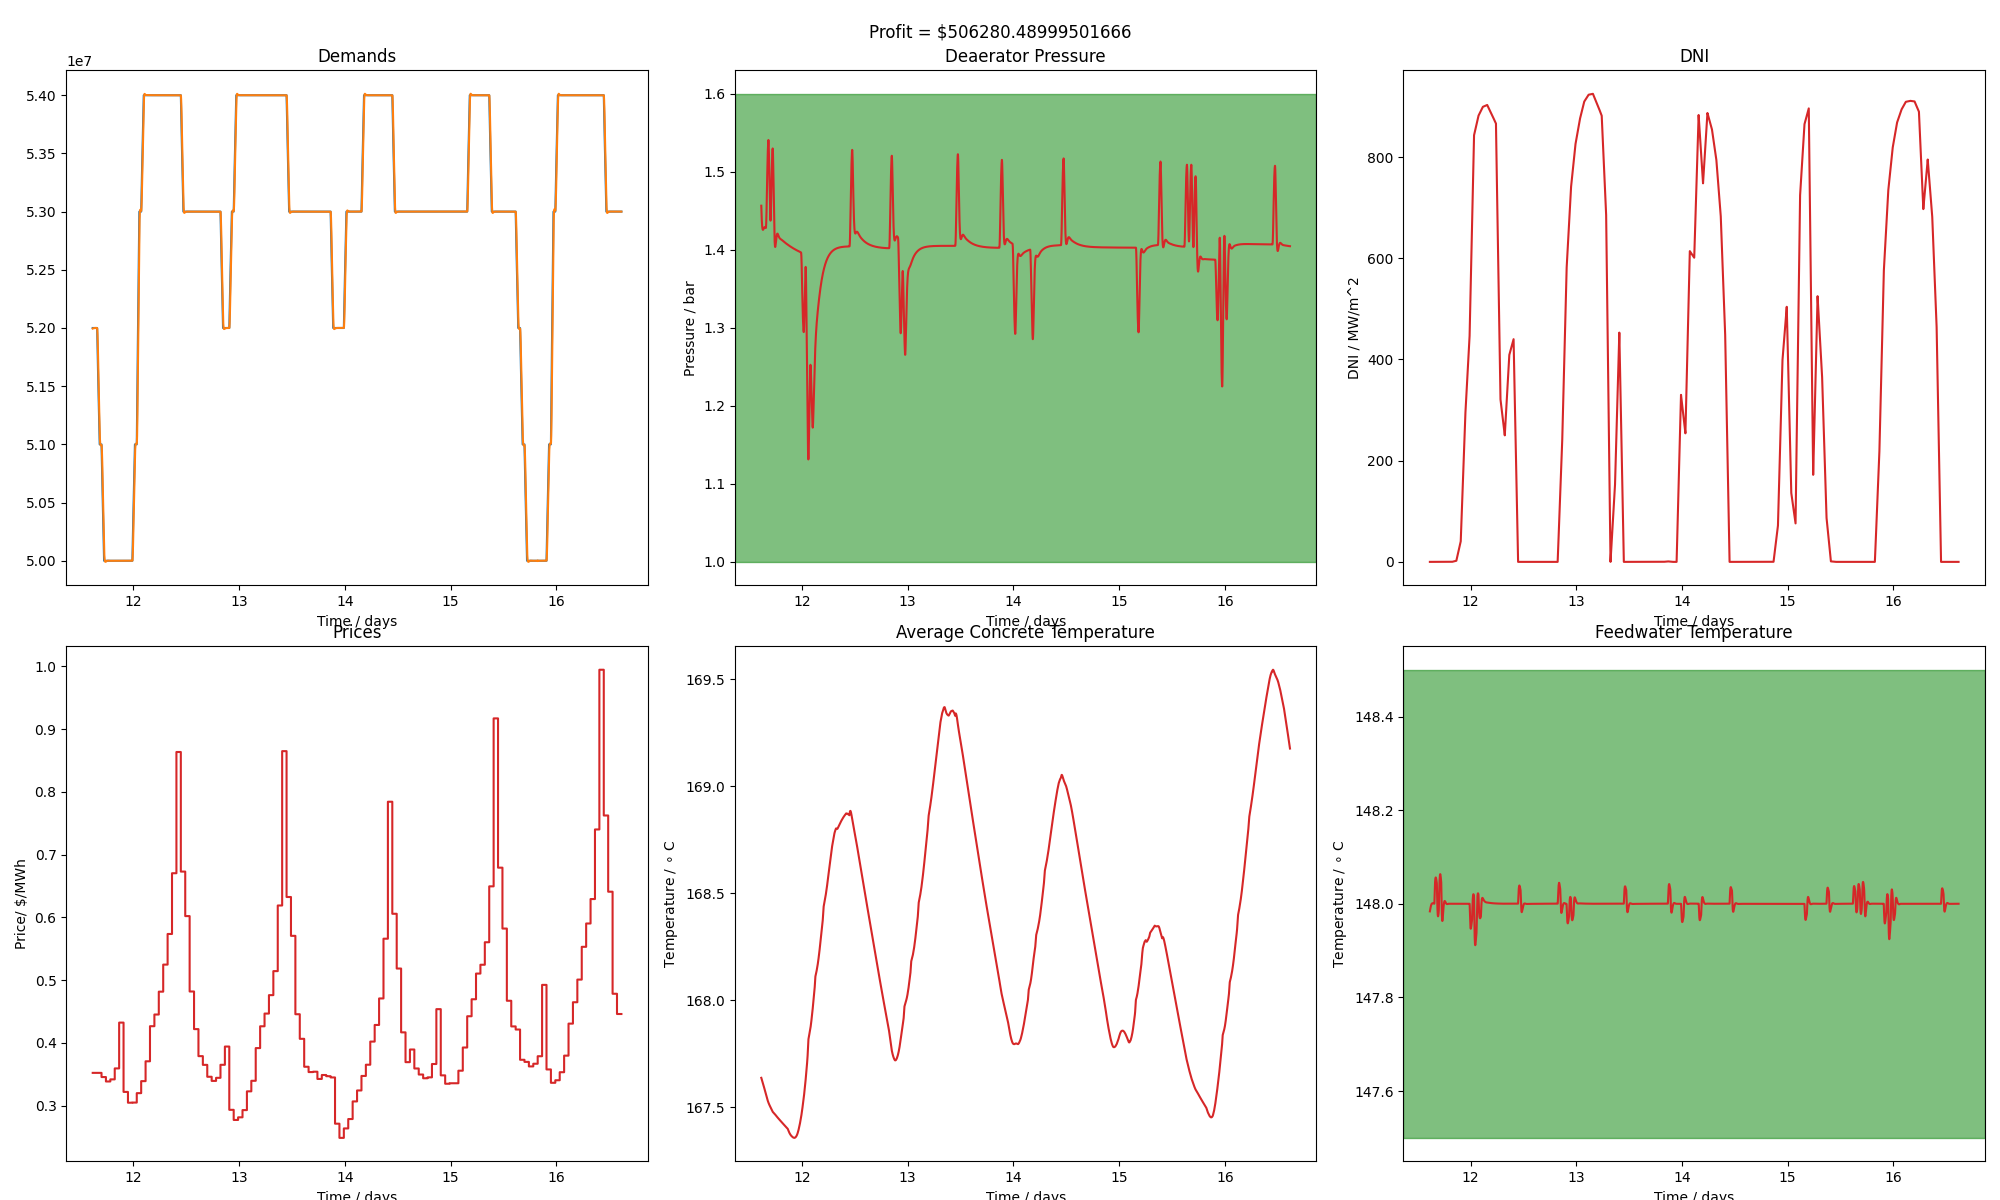 Profit = $506280.48999501666
Demands
1e7
5.40
5.35
5.30
5.25
5.20
5.15
5.10
5.05
5.00
12 13 14 15 16
Time / days
Deaerator Pressure
Pressure / bar
1.6
1.5
1.4
1.3
1.2
1.1
1.0
12 13 14 15 16
Time / days
DNI
DNI / MW/m^2
800
600
400
200
0
12 13 14 15 16
Time / days
Prices
Price/ $/MWh
1.0
0.9
0.8
0.7
0.6
0.5
0.4
0.3
12 13 14 15 16
Time / days
Average Concrete Temperature
Temperature / ∘ C
169.5
169.0
168.5
168.0
167.5
12 13 14 15 16
Time / days
Feedwater Temperature
Temperature / ∘ C
148.4
148.2
148.0
147.8
147.6
12 13 14 15 16
Time / days